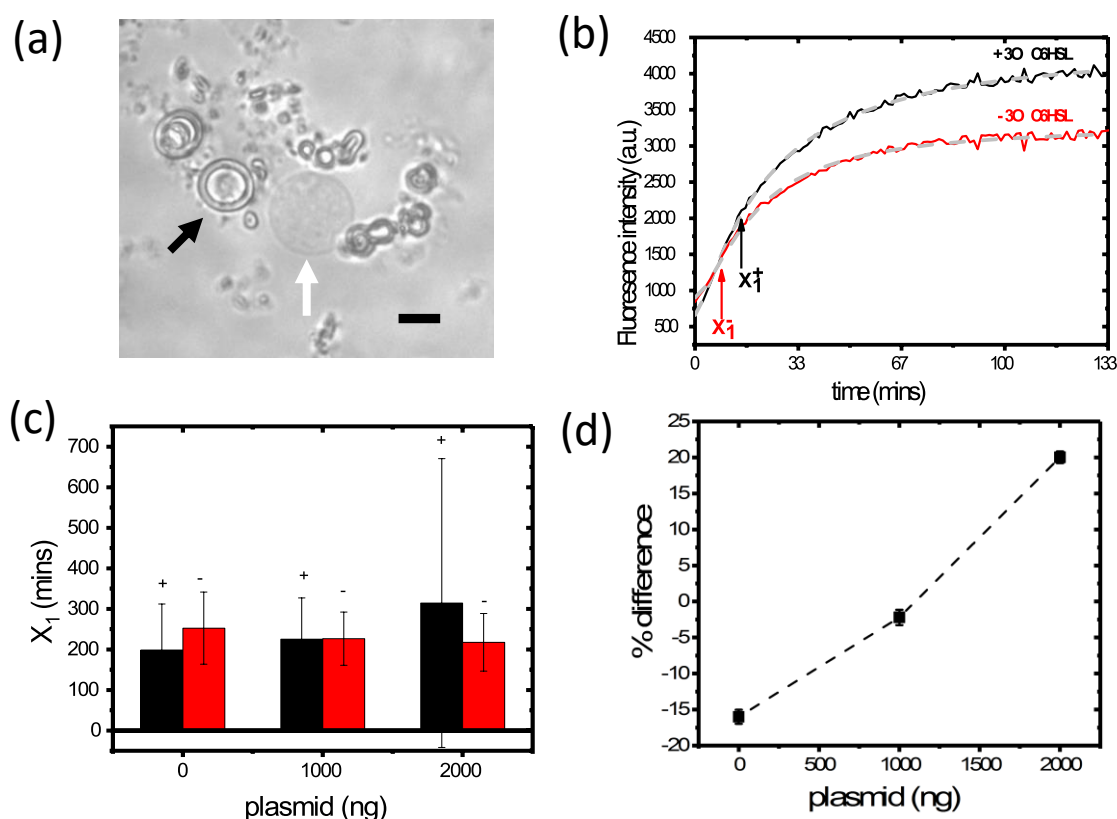 (a)
(b)
4500
4000
3500
3000
2500
2000
1500
1000
500
Fluoresence intensity (a.u.)
+3O C6HSL
- 3O C6HSL
X1+
X1-
0 33 67 100 133
time (mins)
(c)
700
600
500
400
300
200
100
0
X1 (mins)
+ - + - + -
0 1000 2000
plasmid (ng)
(d)
25
20
15
10
5
0
-5
-10
-15
-20
% difference
0 500 1000 1500 2000
plasmid (ng)